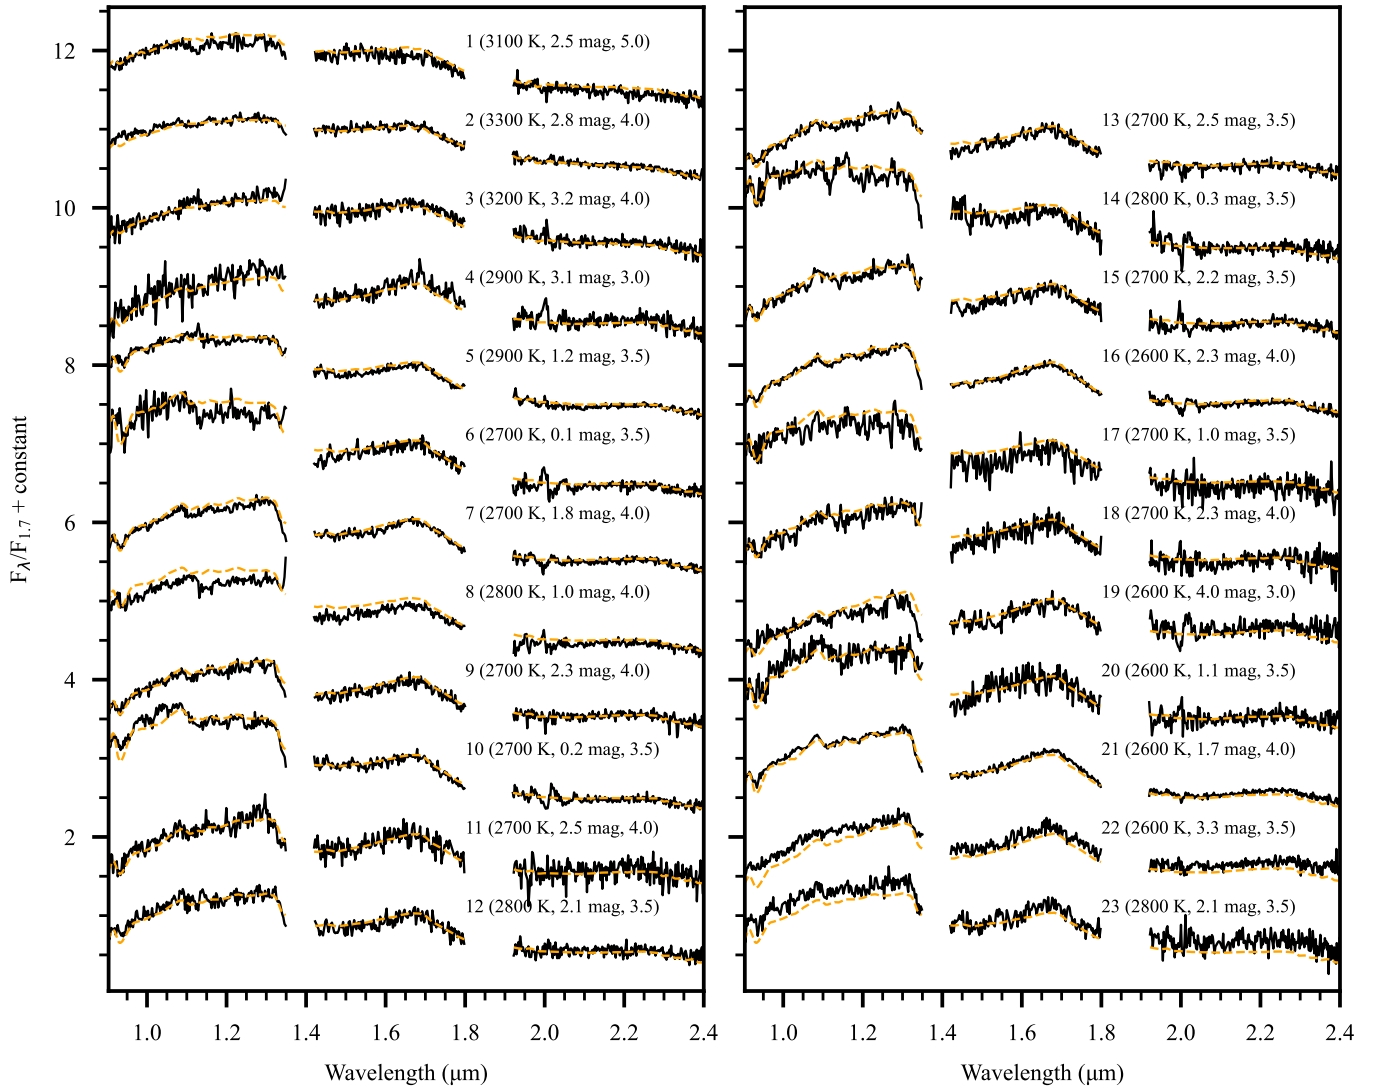 12
10
8
6
4
2
F_λ/F_1.7 + constant
1 (3100 K, 2.5 mag, 5.0)
2 (3300 K, 2.8 mag, 4.0)
3 (3200 K, 3.2 mag, 4.0)
4 (2900 K, 3.1 mag, 3.0)
5 (2900 K, 1.2 mag, 3.5)
6 (2700 K, 0.1 mag, 3.5)
7 (2700 K, 1.8 mag, 4.0)
8 (2800 K, 1.0 mag, 4.0)
9 (2700 K, 2.3 mag, 4.0)
10 (2700 K, 0.2 mag, 3.5)
11 (2700 K, 2.5 mag, 4.0)
12 (2800 K, 2.1 mag, 3.5)
1.0 1.2 1.4 1.6 1.8 2.0 2.2 2.4
Wavelength (μm)
13 (2700 K, 2.5 mag, 3.5)
14 (2800 K, 0.3 mag, 3.5)
15 (2700 K, 2.2 mag, 3.5)
16 (2600 K, 2.3 mag, 4.0)
17 (2700 K, 1.0 mag, 3.5)
18 (2700 K, 2.3 mag, 4.0)
19 (2600 K, 4.0 mag, 3.0)
20 (2600 K, 1.1 mag, 3.5)
21 (2600 K, 1.7 mag, 4.0)
22 (2600 K, 3.3 mag, 3.5)
23 (2800 K, 2.1 mag, 3.5)
1.0 1.2 1.4 1.6 1.8 2.0 2.2 2.4
Wavelength (μm)